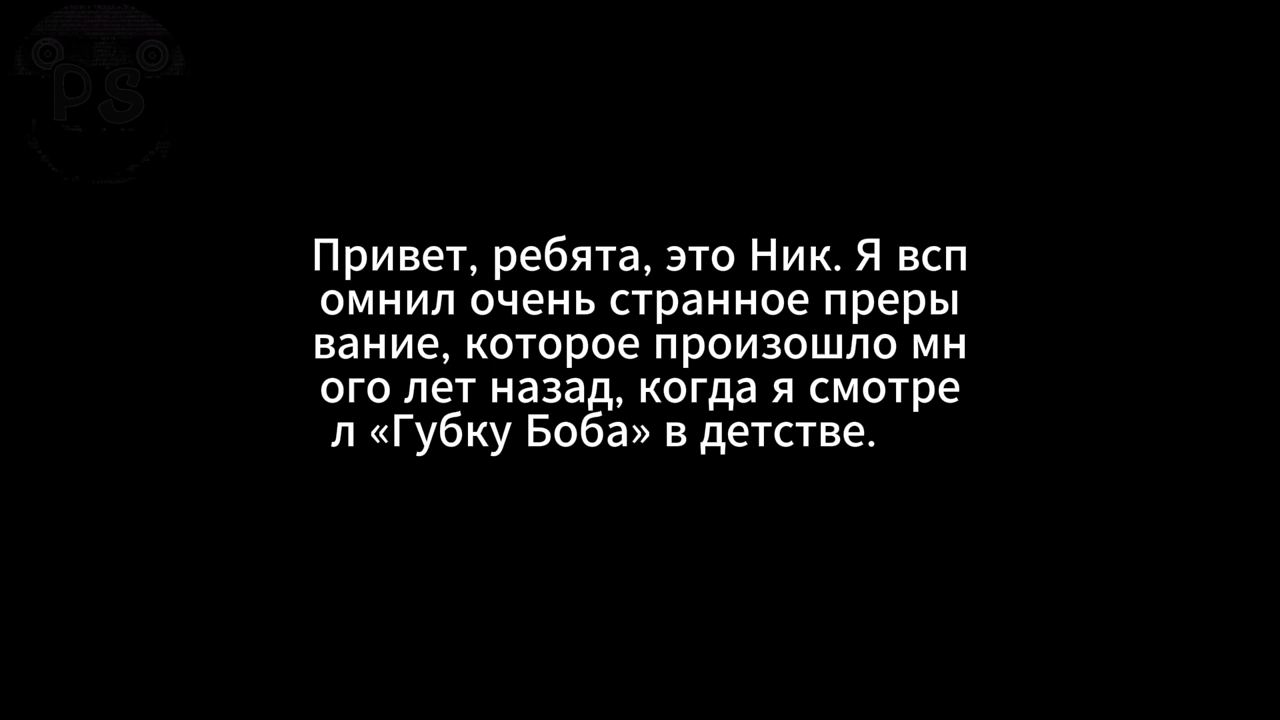 PS
Привет, ребята, это Ник. Я всп
омнил очень странное преры
вание, которое произошло мн
ого лет назад, когда я смотре
л «Губку Боба» в детстве.